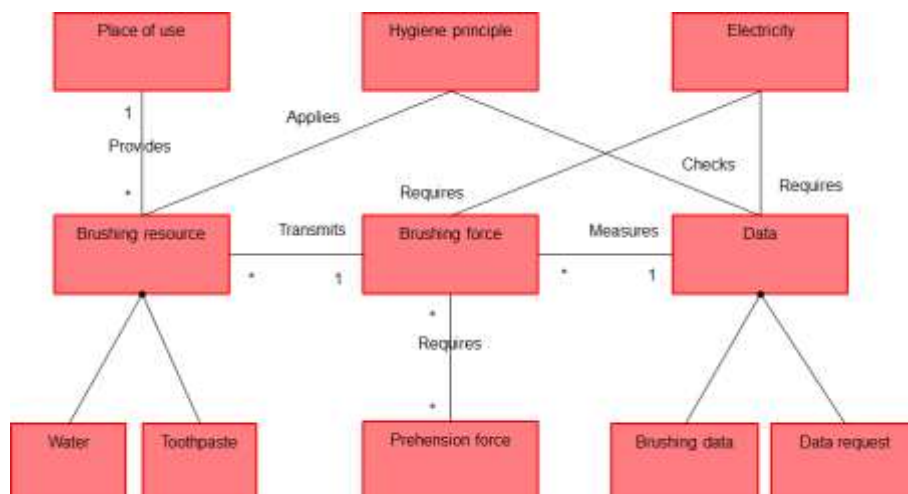 Place of use
Hygiene principle
Electricity
1
Applies
Provides
Checks
*
Requires
Requires
Brushing resource
Transmits
Brushing force
Measures
Data
*
1
*
1
*
Requires
*
Water
Toothpaste
Prehension force
Brushing data
Data request